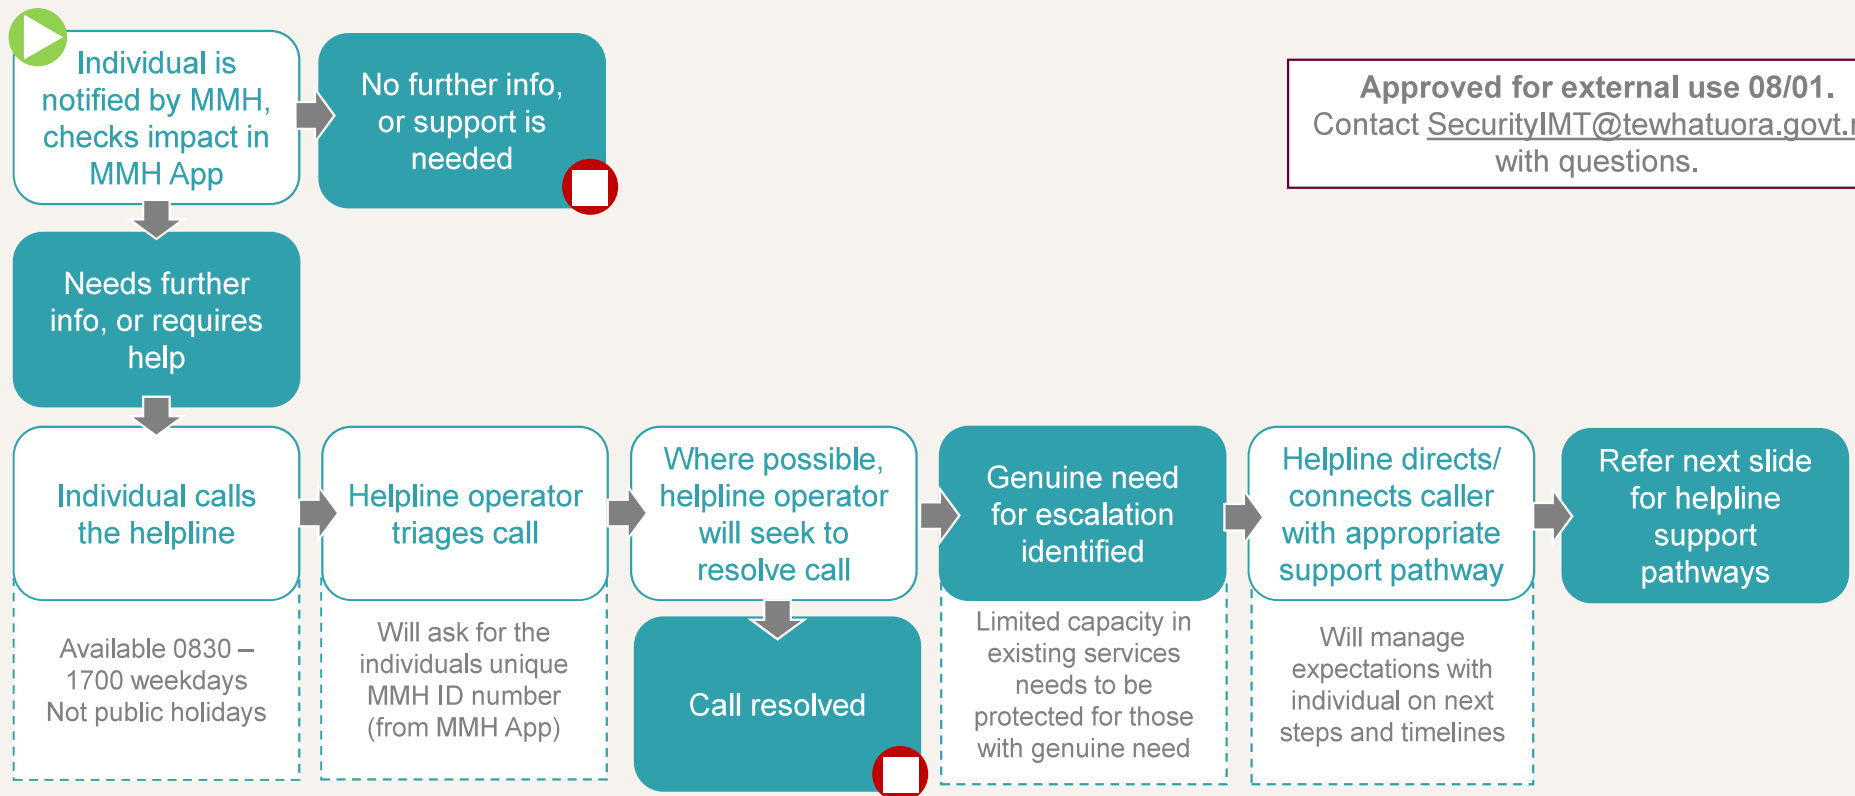 Individual is
notified by MMH,
checks impact in
MMH App
No further info,
or support is
needed
Approved for external use 08/01.
Contact SecurityIMT@tewhatuora.govt.n
with questions.
Needs further
info, or requires
help
Individual calls
the helpline
Available 0830 –
1700 weekdays
Not public holidays
Helpline operator
triages call
Will ask for the
individuals unique
MMH ID number
(from MMH App)
Where possible,
helpline operator
will seek to
resolve call
Call resolved
Genuine need
for escalation
identified
Limited capacity in
existing services
needs to be
protected for those
with genuine need
Helpline directs/
connects caller
with appropriate
support pathway
Will manage
expectations with
individual on next
steps and timelines
Refer next slide
for helpline
support
pathways